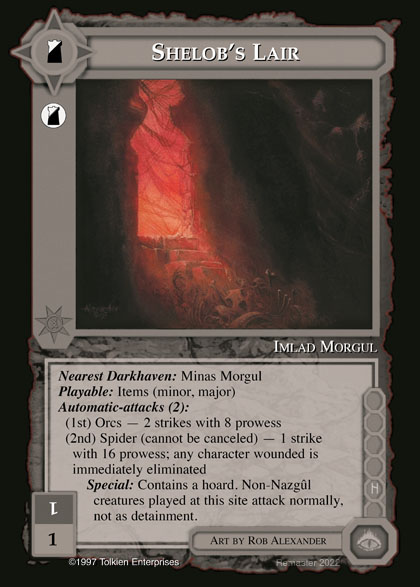 SHELOB'S LAIR
IMLAD MORGUL
Nearest Darkhaven: Minas Morgul
Playable: Items (minor, major)
Automatic-attacks (2):
(1st) Orcs — 2 strikes with 8 prowess
(2nd) Spider (cannot be canceled) — 1 strike
with 16 prowess; any character wounded is
immediately eliminated
Special: Contains a hoard. Non-Nazgûl
creatures played at this site attack normally,
not as detainment.
H
1
1
ART BY ROB ALEXANDER
©1997 Tolkien Enterprises
Remaster 2022